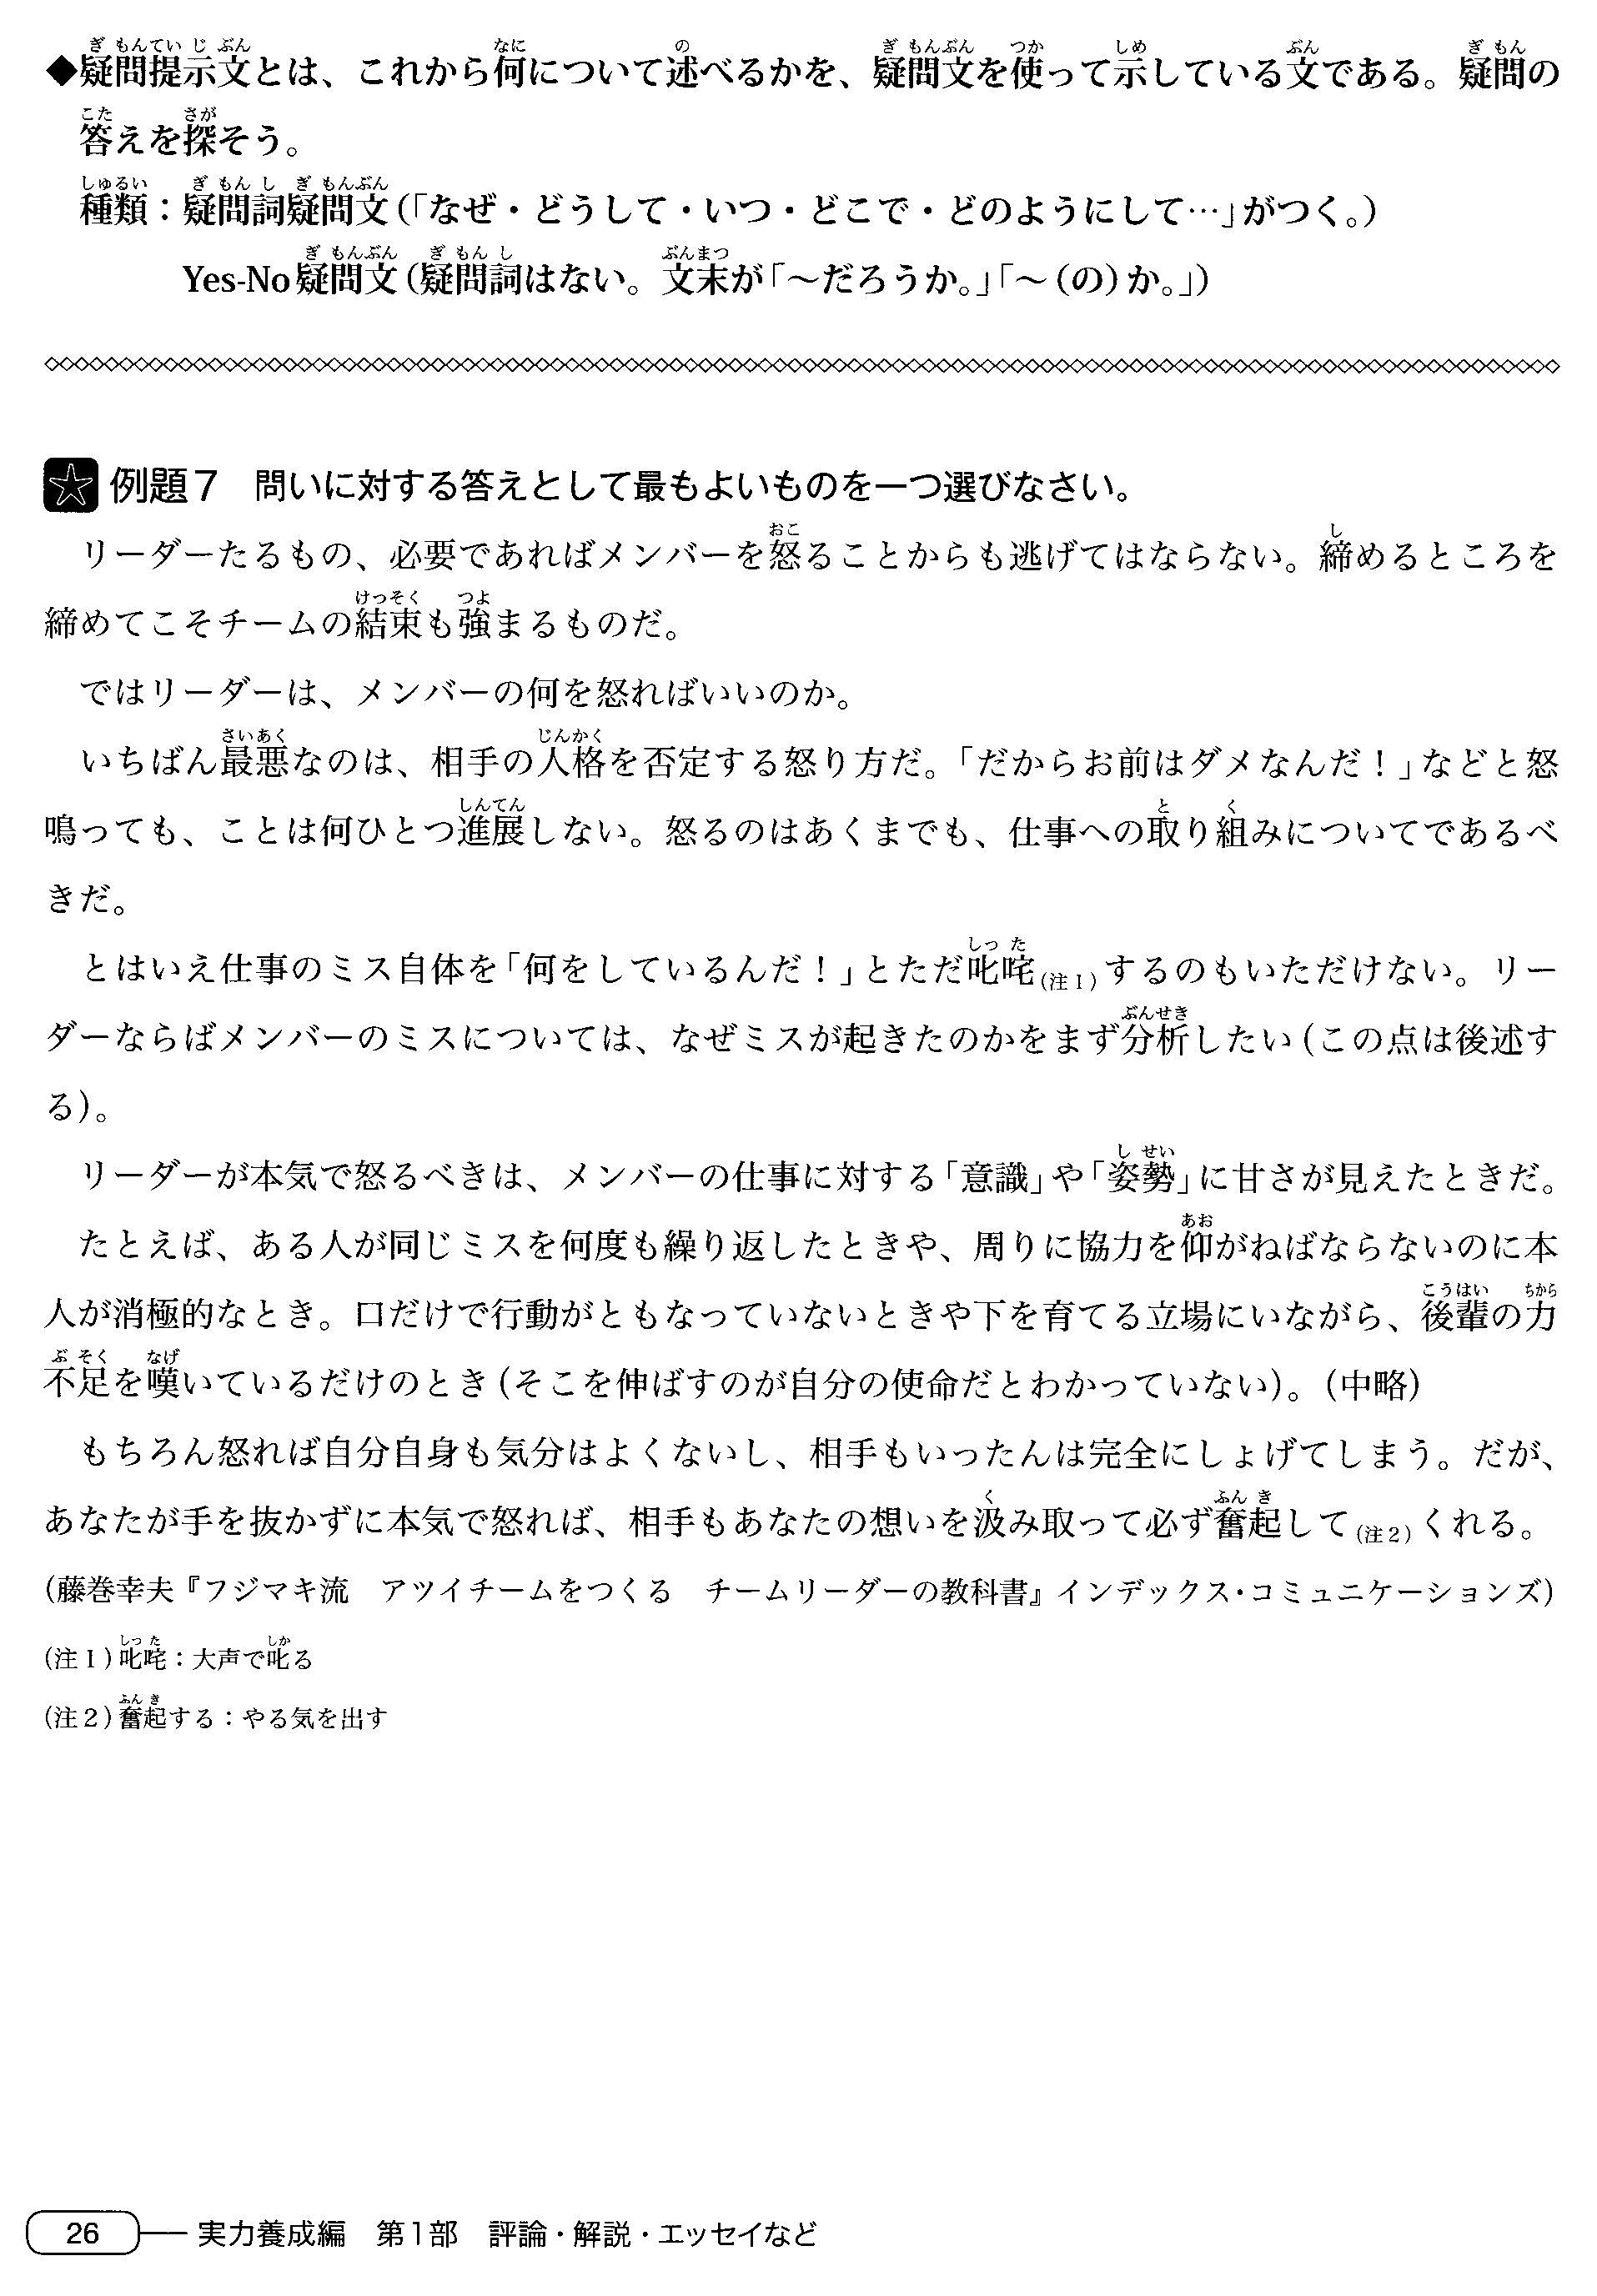 ◆疑問提示文とは、これから何について述べるかを、疑問文を使って示している文である。疑問の
答えを探そう。
種類：疑問詞疑問文（「なぜ・どうして・いつ・どこで・どのようにして…」がつく。）
Yes-No疑問文（疑問詞はない。文末が「～だろうか。」「～（の）か。」）
例題7　問いに対する答えとして最もよいものを一つ選びなさい。
リーダーたるもの、必要であればメンバーを怒ることからも逃げてはならない。締めるところを
締めてこそチームの結束も強まるものだ。
ではリーダーは、メンバーの何を怒ればいいのか。
いちばん最悪なのは、相手の人格を否定する怒り方だ。「だからお前はダメなんだ！」などと怒
鳴っても、ことは何ひとつ進展しない。怒るのはあくまでも、仕事への取り組みについてであるべ
きだ。
とはいえ仕事のミス自体を「何をしているんだ！」とただ叱咤（注1）するのもいただけない。リー
ダーならばメンバーのミスについては、なぜミスが起きたのかをまず分析したい（この点は後述す
る）。
リーダーが本気で怒るべきは、メンバーの仕事に対する「意識」や「姿勢」に甘さが見えたときだ。
たとえば、ある人が同じミスを何度も繰り返したときや、周りに協力を仰がねばならないのに本
人が消極的なとき。口だけで行動がともなっていないときや下を育てる立場にいながら、後輩の力
不足を嘆いているだけのとき（そこを伸ばすのが自分の使命だとわかっていない）。（中略）
もちろん怒れば自分自身も気分はよくないし、相手もいったんは完全にしょげてしまう。だが、
あなたが手を抜かずに本気で怒れば、相手もあなたの想いを汲み取って必ず奮起して（注2）くれる。
（藤巻幸夫『フジマキ流　アツイチームをつくる　チームリーダーの教科書』インデックス・コミュニケーションズ）
（注1）叱咤：大声で叱る
（注2）奮起する：やる気を出す
26　実力養成編　第1部　評論・解説・エッセイなど